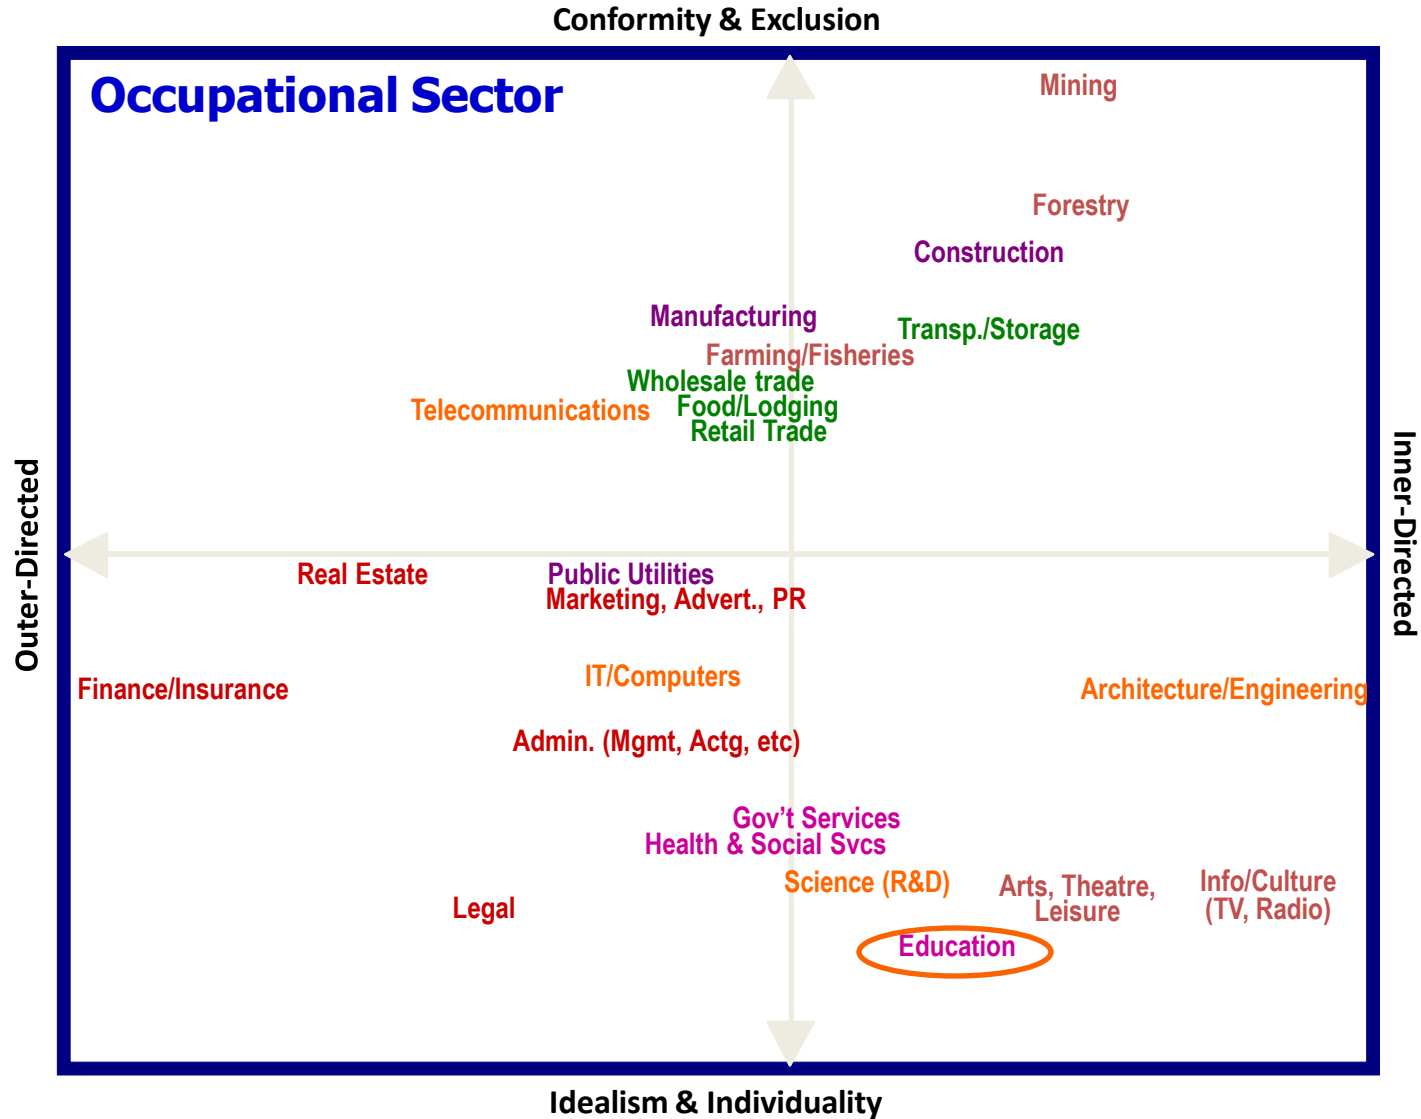 Conformity & Exclusion
Occupational Sector
Mining
Forestry
Construction
Manufacturing
Transp./Storage
Farming/Fisheries
Wholesale trade
Telecommunications
Food/Lodging
Retail Trade
Outer-Directed
Inner-Directed
Real Estate
Public Utilities
Marketing, Advert., PR
IT/Computers
Finance/Insurance
Architecture/Engineering
Admin. (Mgmt, Actg, etc)
Gov’t Services
Health & Social Svcs
Science (R&D)
Arts, Theatre,
Leisure
Info/Culture
(TV, Radio)
Legal
Education
Idealism & Individuality